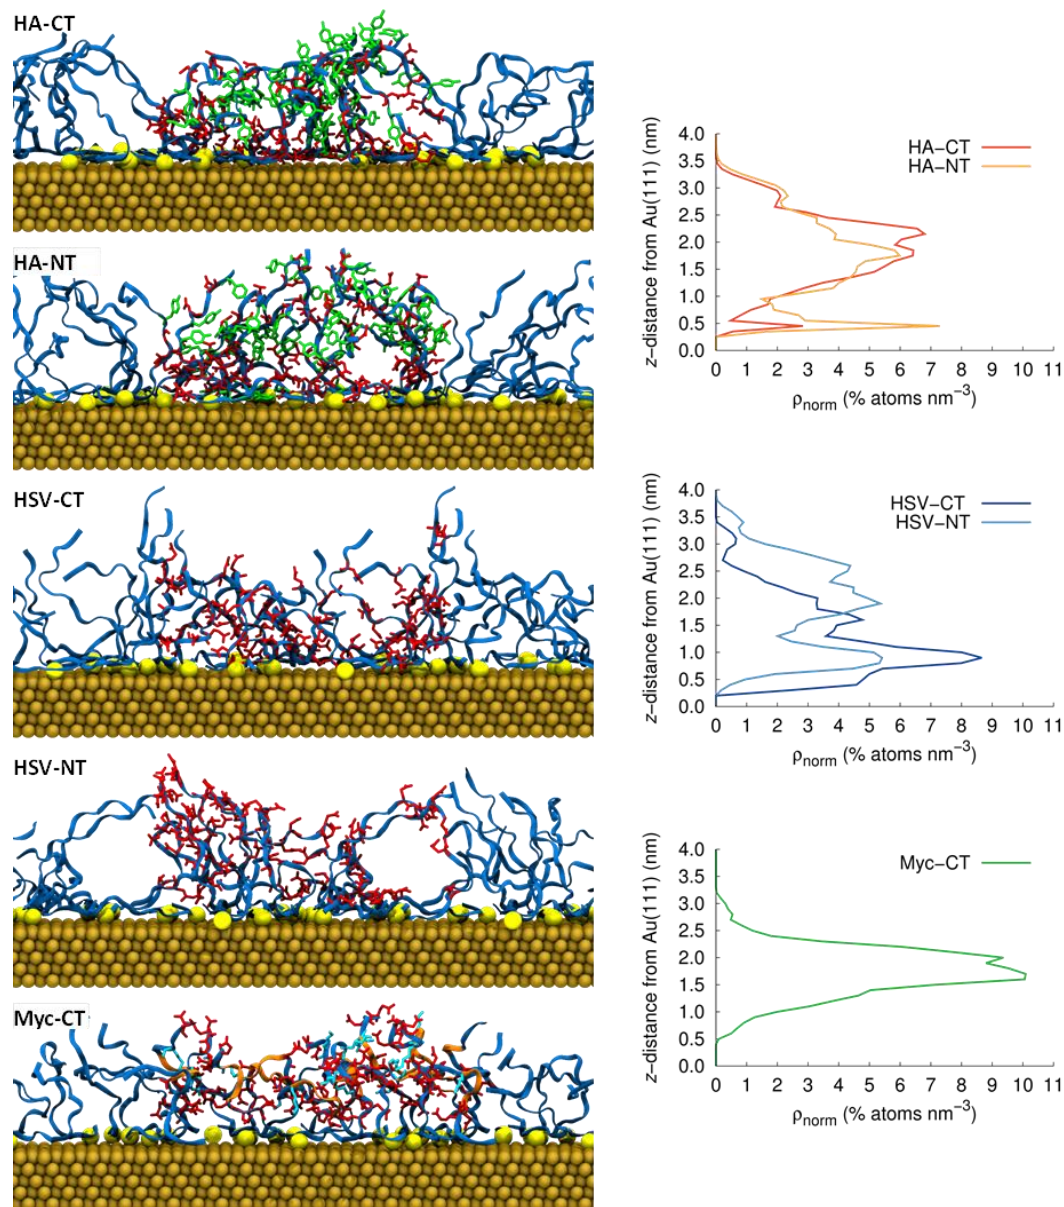 HA-CT
HA-NT
HSV-CT
HSV-NT
Myc-CT
4.0
3.5
3.0
2.5
2.0
1.5
1.0
0.5
0.0
z-distance from Au(111) (nm)
HA-CT
HA-NT
0 1 2 3 4 5 6 7 8 9 10 11
ρnorm (% atoms nm⁻³)
4.0
3.5
3.0
2.5
2.0
1.5
1.0
0.5
0.0
z-distance from Au(111) (nm)
HSV-CT
HSV-NT
0 1 2 3 4 5 6 7 8 9 10 11
ρnorm (% atoms nm⁻³)
4.0
3.5
3.0
2.5
2.0
1.5
1.0
0.5
0.0
z-distance from Au(111) (nm)
Myc-CT
0 1 2 3 4 5 6 7 8 9 10 11
ρnorm (% atoms nm⁻³)